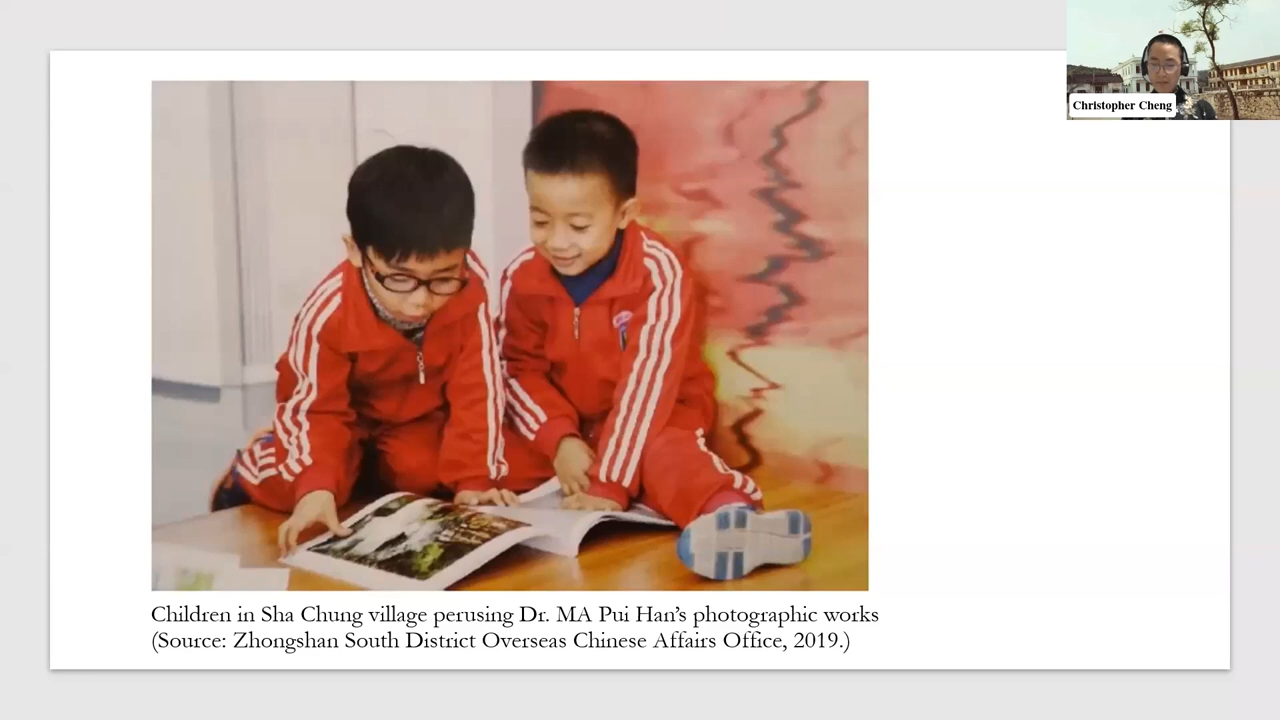 Christopher Cheng
Children in Sha Chung village perusing Dr. MA Pui Han's photographic works
(Source: Zhongshan South District Overseas Chinese Affairs Office, 2019.)